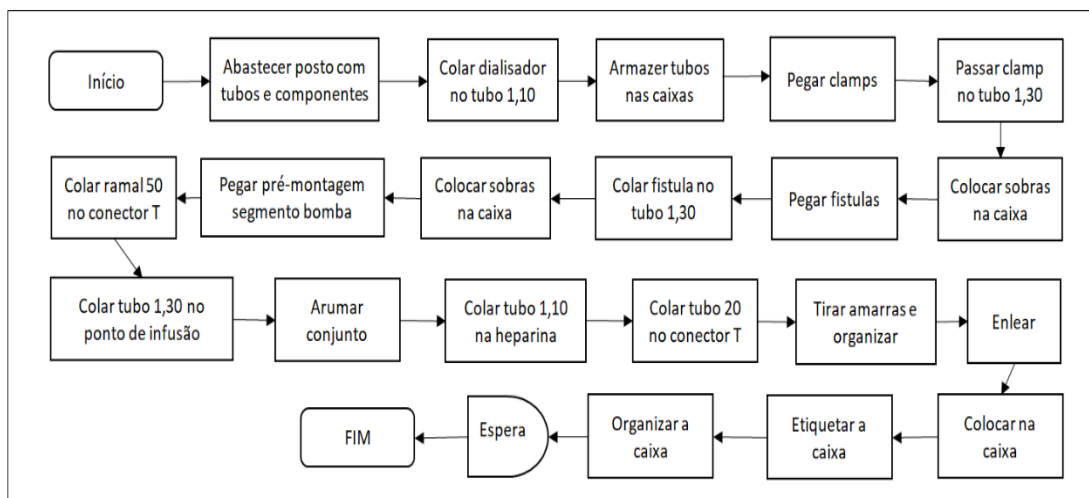 Início
Abastecer posto com
tubos e componentes
Colar dialisador
no tubo 1,10
Armazer tubos
nas caixas
Pegar clamps
Passar clamp
no tubo 1,30
Colocar sobras
na caixa
Pegar fistulas
Colar fistula no
tubo 1,30
Colocar sobras
na caixa
Pegar pré-montagem
segmento bomba
Colar ramal 50
no conector T
Colar tubo 1,30 no
ponto de infusão
Arumar
conjunto
Colar tubo 1,10
na heparina
Colar tubo 20
no conector T
Tirar amarras e
organizar
Enlear
Colocar na
caixa
Etiquetar a
caixa
Organizar a
caixa
Espera
FIM